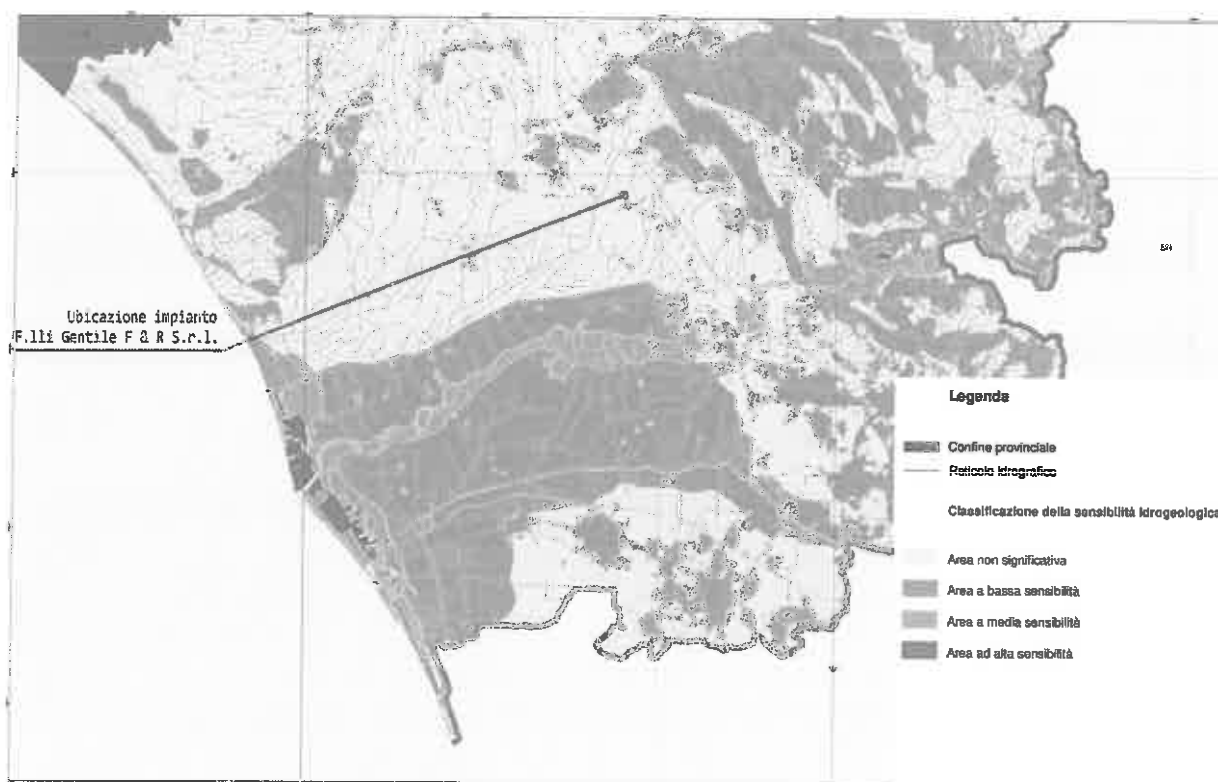 Ubicazione impianto
F.lli Gentile F & R S.r.l.
Legenda
Confine provinciale
Reticolo idrografico
Classificazione della sensibilità idrogeologica
Area non significativa
Area a bassa sensibilità
Area a media sensibilità
Area ad alta sensibilità